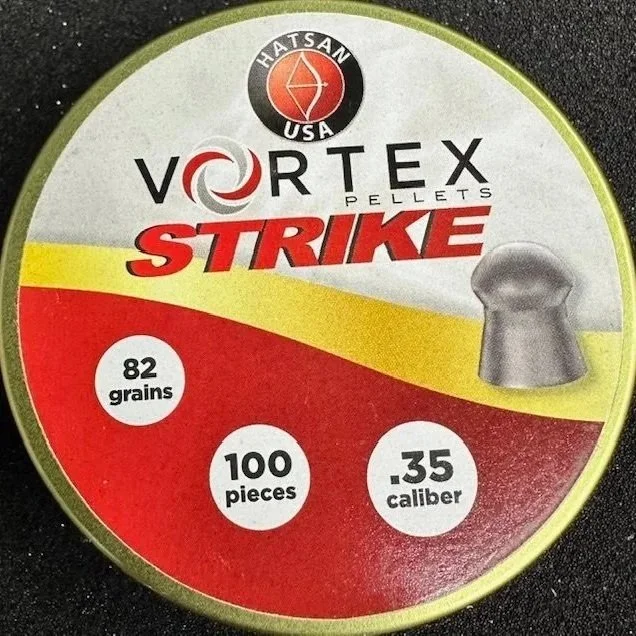 HATSAN
USA
VORTEX
PELLETS
STRIKE
82
grains
100
pieces
.35
caliber